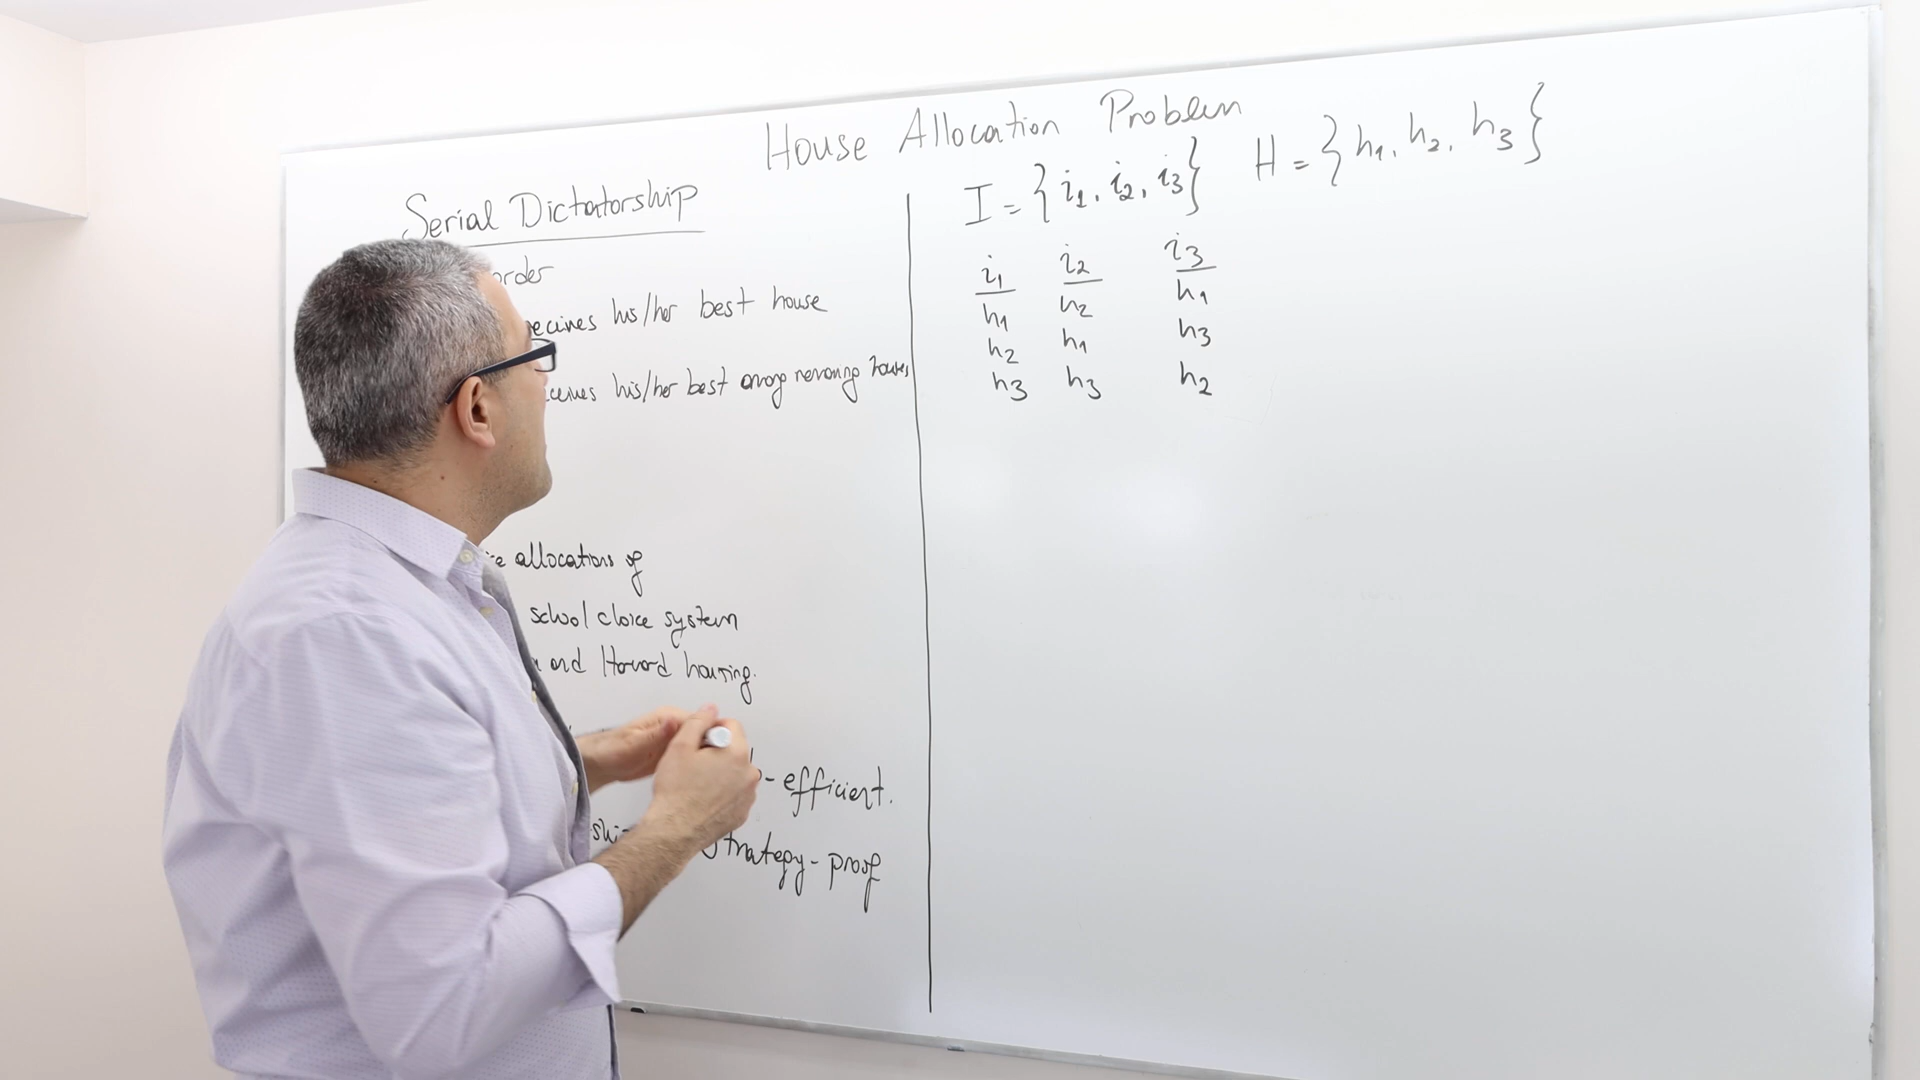 House Allocation Problem
Serial Dictatorship
order
receives his/her best house
receives his/her best among remaining houses
allocations of
school choice system
and Harvard housing.
-efficient.
strategy-proof
I = {i₁, i₂, i₃} H = {h₁, h₂, h₃}
i₁ i₂ i₃
h₁ h₂ h₁
h₂ h₁ h₃
h₃ h₃ h₂